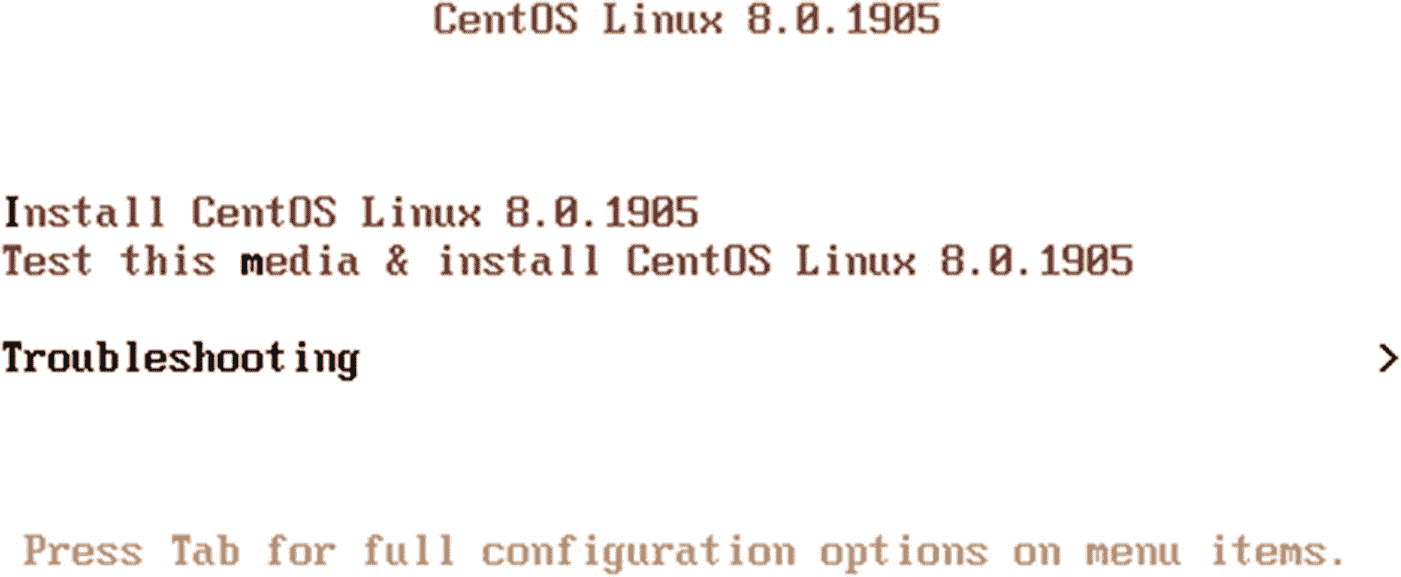 CentOS Linux 8.0.1905
Install CentOS Linux 8.0.1905
Test this media & install CentOS Linux 8.0.1905
Troubleshooting >
Press Tab for full configuration options on menu items.